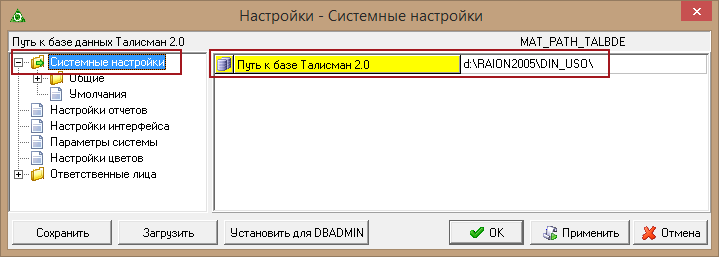 Настройки - Системные настройки
Путь к базе данных Талисман 2.0
MAT_PATH_TALBDE
Системные настройки
Общие
Умолчания
Настройки отчетов
Настройки интерфейса
Параметры системы
Настройки цветов
Ответственные лица
Путь к базе Талисман 2.0
d:\RAION2005\DIN_USO\
Сохранить
Загрузить
Установить для DBADMIN
OK
Применить
Отмена